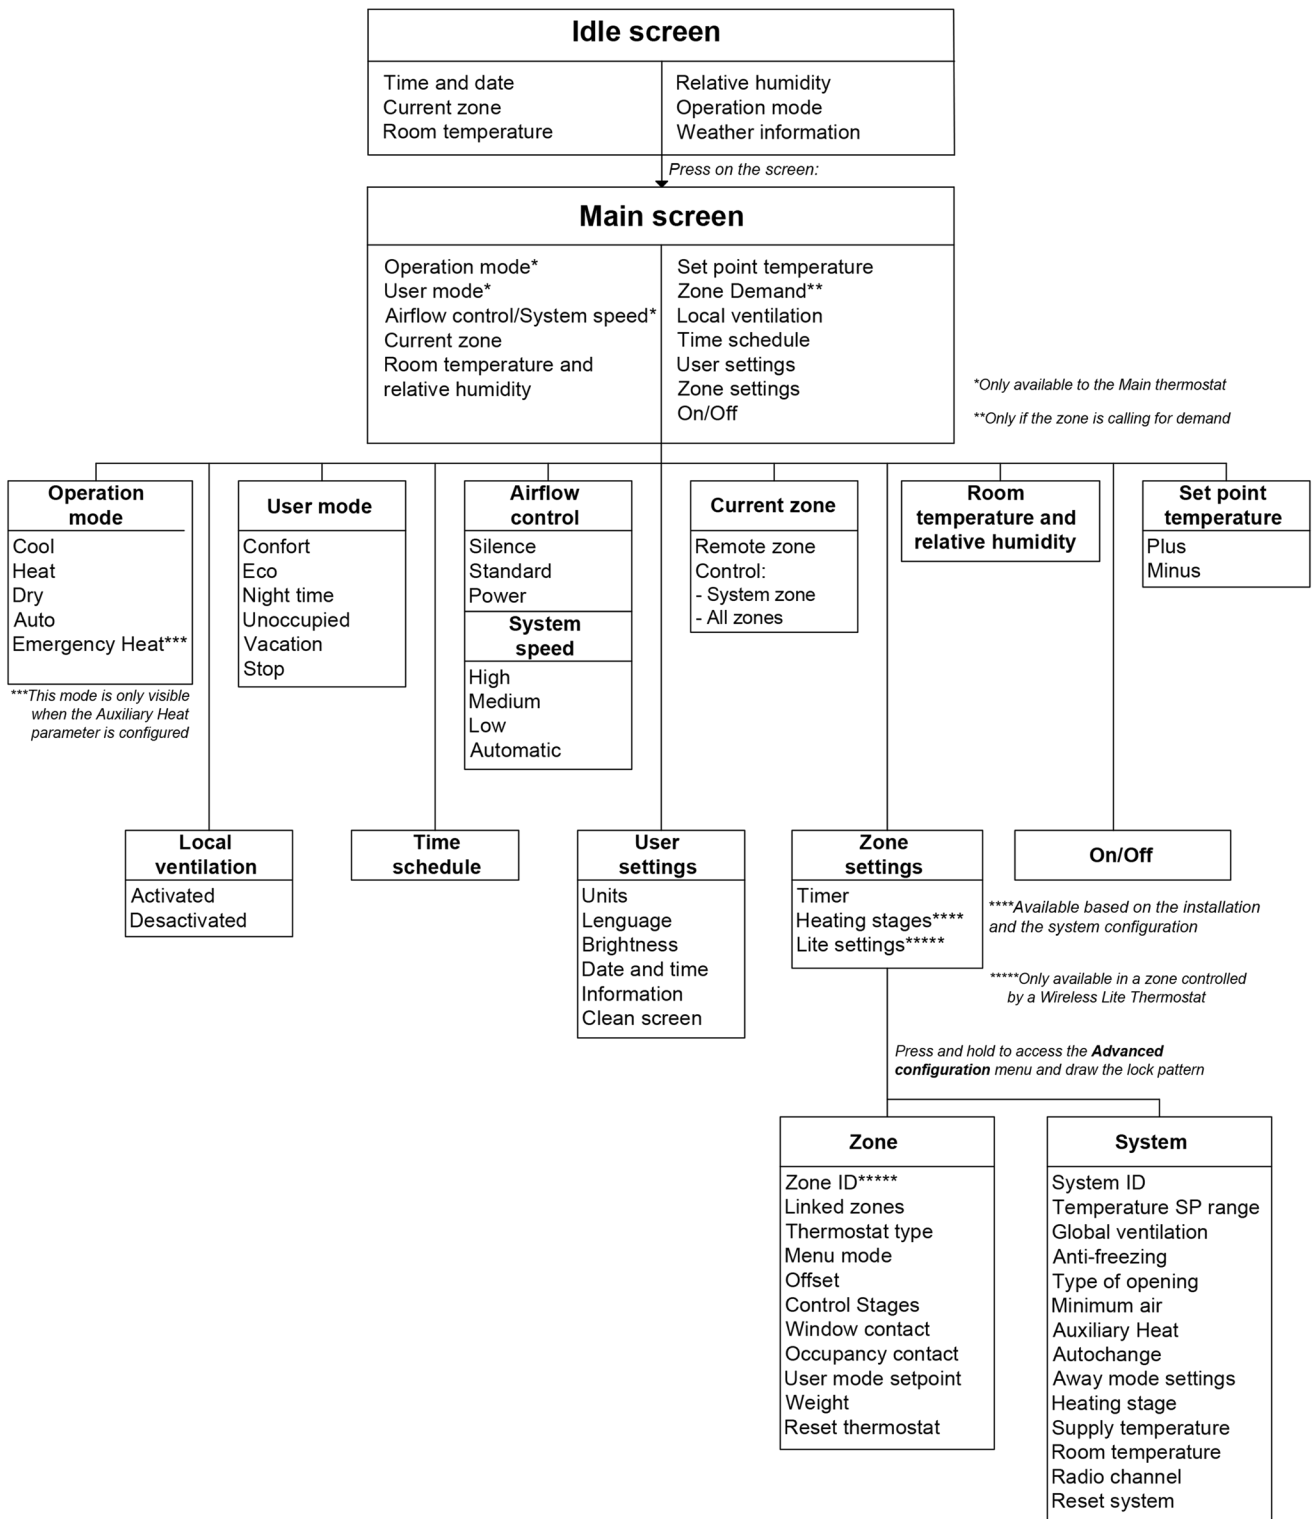 Idle screen
Time and date
Current zone
Room temperature
Relative humidity
Operation mode
Weather information
Press on the screen:
Main screen
Operation mode*
User mode*
Airflow control/System speed*
Current zone
Room temperature and
relative humidity
Set point temperature
Zone Demand**
Local ventilation
Time schedule
User settings
Zone settings
On/Off
*Only available to the Main thermostat
**Only if the zone is calling for demand
Operation
mode
Cool
Heat
Dry
Auto
Emergency Heat***
***This mode is only visible
when the Auxiliary Heat
parameter is configured
User mode
Confort
Eco
Night time
Unoccupied
Vacation
Stop
Airflow
control
Silence
Standard
Power
System
speed
High
Medium
Low
Automatic
Current zone
Remote zone
Control:
- System zone
- All zones
Room
temperature and
relative humidity
Set point
temperature
Plus
Minus
Local
ventilation
Activated
Desactivated
Time
schedule
User
settings
Units
Lenguage
Brightness
Date and time
Information
Clean screen
Zone
settings
Timer
Heating stages****
Lite settings*****
On/Off
****Available based on the installation
and the system configuration
*****Only available in a zone controlled
by a Wireless Lite Thermostat
Press and hold to access the Advanced
configuration menu and draw the lock pattern
Zone
Zone ID*****
Linked zones
Thermostat type
Menu mode
Offset
Control Stages
Window contact
Occupancy contact
User mode setpoint
Weight
Reset thermostat
System
System ID
Temperature SP range
Global ventilation
Anti-freezing
Type of opening
Minimum air
Auxiliary Heat
Autochange
Away mode settings
Heating stage
Supply temperature
Room temperature
Radio channel
Reset system